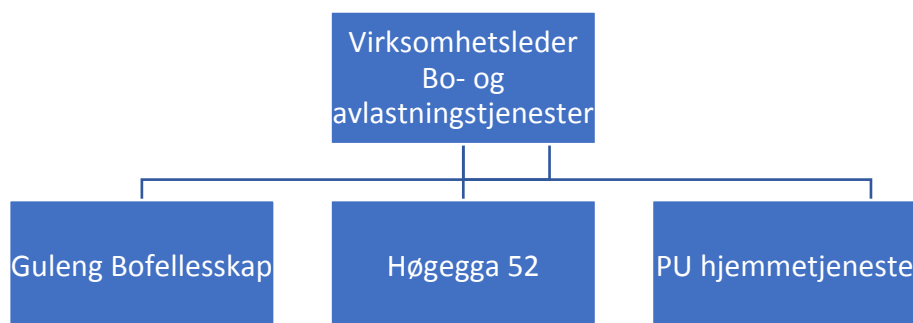 Virksomhetsleder
Bo- og
avlastningstjenester
Guleng Bofellesskap
Høgegga 52
PU hjemmetjeneste